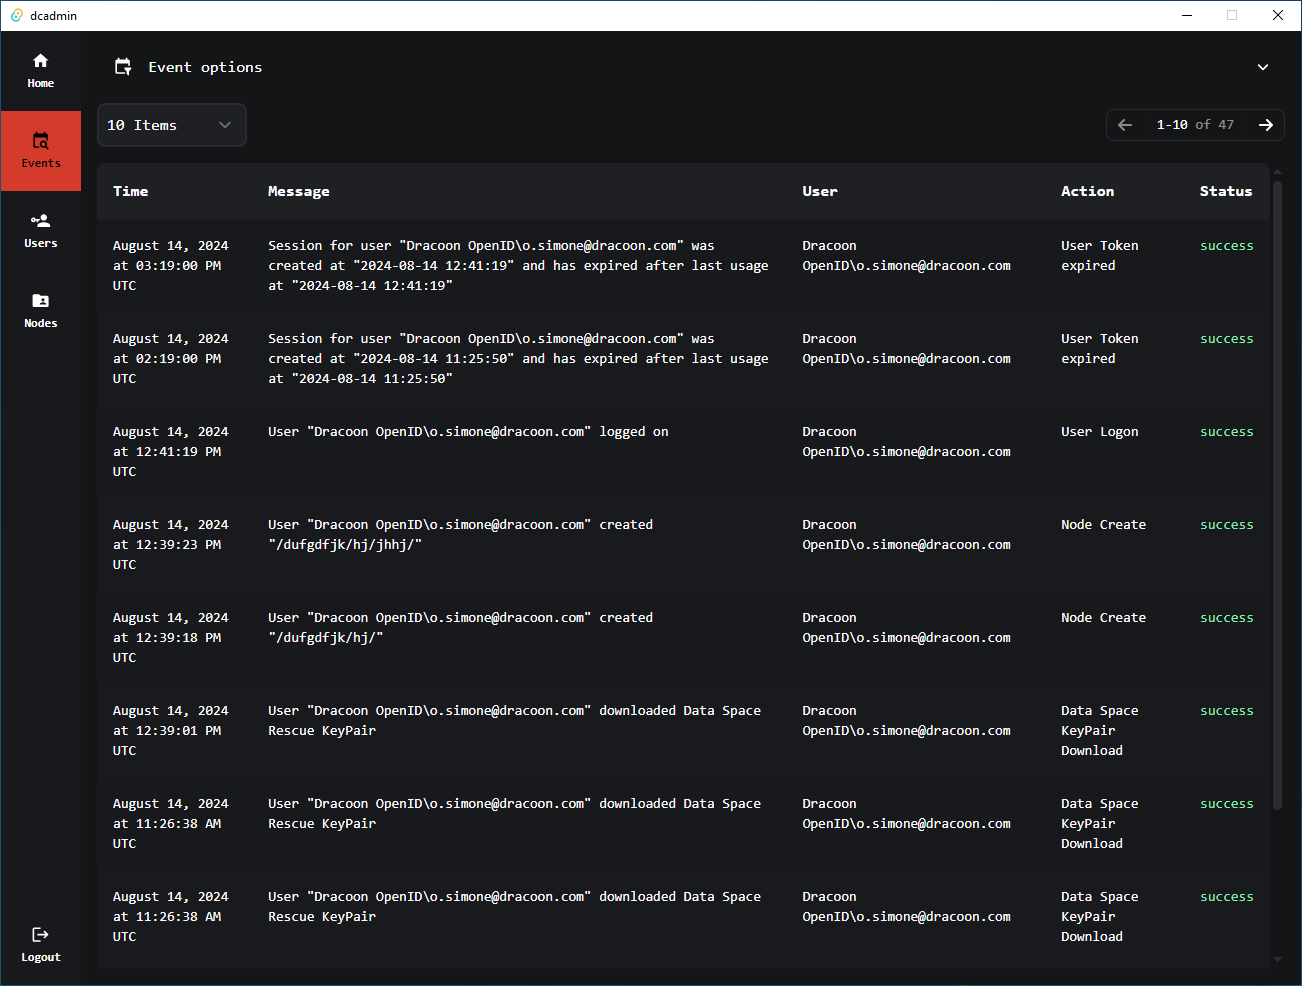 dcadmin
Home
Events
Users
Nodes
Logout
Event options
10 Items
1-10 of 47
Time Message User Action Status
August 14, 2024
at 03:19:00 PM
UTC
Session for user "Dracoon OpenID\o.simone@dracoon.com" was
created at "2024-08-14 12:41:19" and has expired after last usage
at "2024-08-14 12:41:19"
Dracoon
OpenID\o.simone@dracoon.com
User Token
expired
success
August 14, 2024
at 02:19:00 PM
UTC
Session for user "Dracoon OpenID\o.simone@dracoon.com" was
created at "2024-08-14 11:25:50" and has expired after last usage
at "2024-08-14 11:25:50"
Dracoon
OpenID\o.simone@dracoon.com
User Token
expired
success
August 14, 2024
at 12:41:19 PM
UTC
User "Dracoon OpenID\o.simone@dracoon.com" logged on
Dracoon
OpenID\o.simone@dracoon.com
User Logon
success
August 14, 2024
at 12:39:23 PM
UTC
User "Dracoon OpenID\o.simone@dracoon.com" created
"/dufgdfjk/hj/jhhj/"
Dracoon
OpenID\o.simone@dracoon.com
Node Create
success
August 14, 2024
at 12:39:18 PM
UTC
User "Dracoon OpenID\o.simone@dracoon.com" created
"/dufgdfjk/hj/"
Dracoon
OpenID\o.simone@dracoon.com
Node Create
success
August 14, 2024
at 12:39:01 PM
UTC
User "Dracoon OpenID\o.simone@dracoon.com" downloaded Data Space
Rescue KeyPair
Dracoon
OpenID\o.simone@dracoon.com
Data Space
KeyPair
Download
success
August 14, 2024
at 11:26:38 AM
UTC
User "Dracoon OpenID\o.simone@dracoon.com" downloaded Data Space
Rescue KeyPair
Dracoon
OpenID\o.simone@dracoon.com
Data Space
KeyPair
Download
success
August 14, 2024
at 11:26:38 AM
UTC
User "Dracoon OpenID\o.simone@dracoon.com" downloaded Data Space
Rescue KeyPair
Dracoon
OpenID\o.simone@dracoon.com
Data Space
KeyPair
Download
success